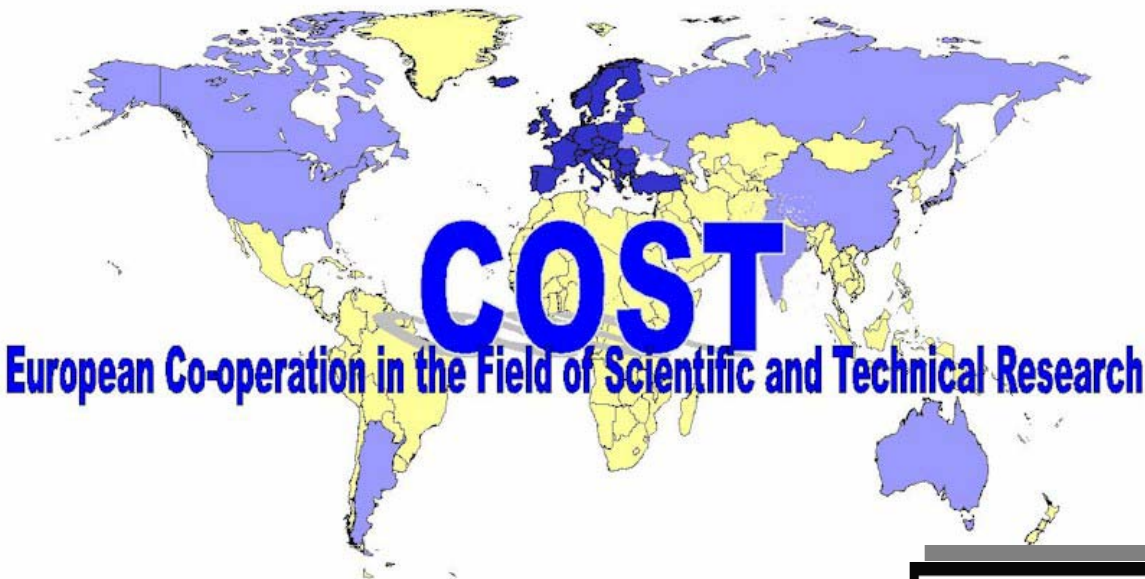 COST
European Co-operation in the Field of Scientific and Technical Research